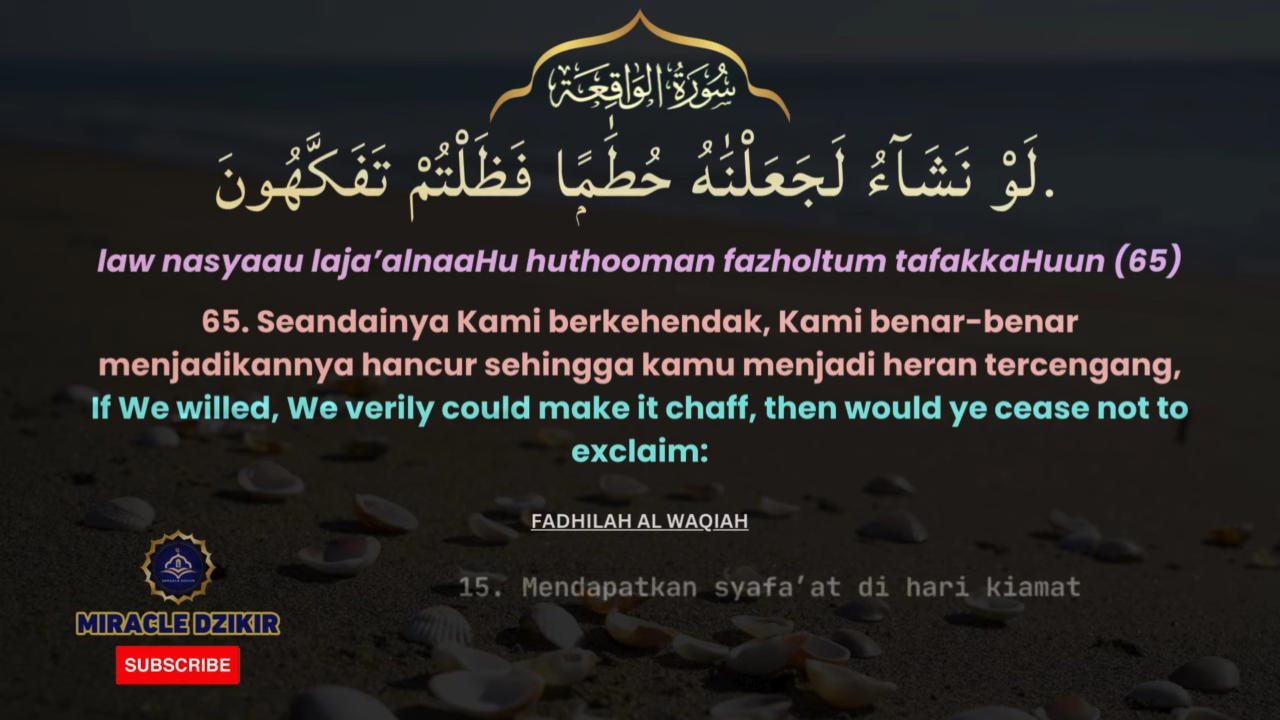 سُورَةُ الوَاقِعَة
لَوْ نَشَآءُ لَجَعَلْنَٰهُ حُطَٰمًۭا فَظَلْتُمْ تَفَكَّهُونَ.
law nasyaau laja’alnaaHu huthooman fazholtum tafakkaHuun (65)
65. Seandainya Kami berkehendak, Kami benar-benar
menjadikannya hancur sehingga kamu menjadi heran tercengang,
If We willed, We verily could make it chaff, then would ye cease not to
exclaim:
FADHILAH AL WAQIAH
15. Mendapatkan syafa’at di hari kiamat
MIRACLE DZIKIR
SUBSCRIBE